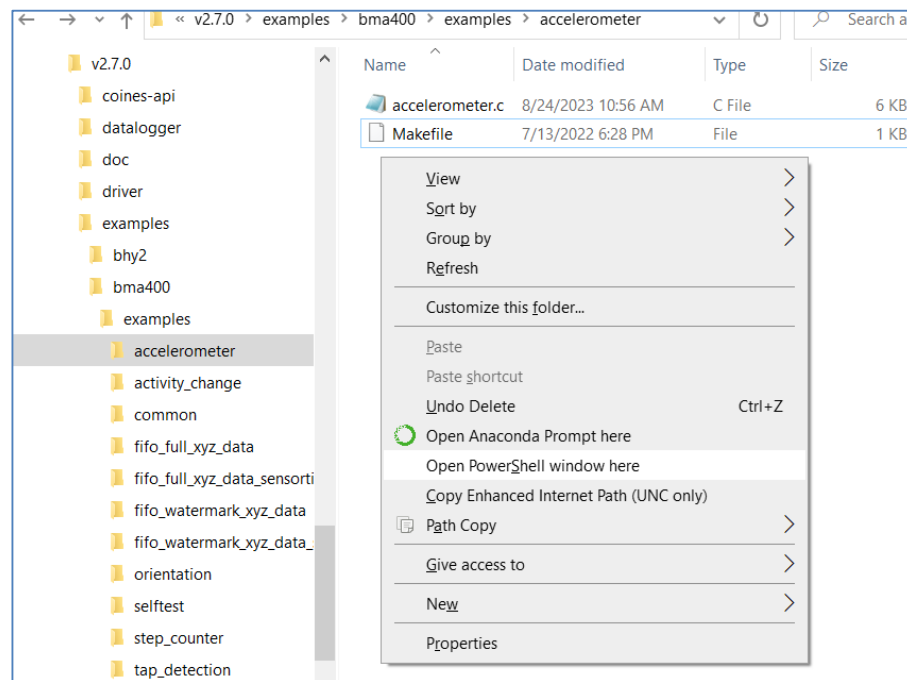 « v2.7.0 > examples > bma400 > examples > accelerometer
Search a
v2.7.0
coines-api
datalogger
doc
driver
examples
bhy2
bma400
examples
accelerometer
activity_change
common
fifo_full_xyz_data
fifo_full_xyz_data_sensorti
fifo_watermark_xyz_data
fifo_watermark_xyz_data_
orientation
selftest
step_counter
tap_detection
Name Date modified Type Size
accelerometer.c 8/24/2023 10:56 AM C File 6 KB
Makefile 7/13/2022 6:28 PM File 1 KB
View
Sort by
Group by
Refresh
Customize this folder...
Paste
Paste shortcut
Undo Delete Ctrl+Z
Open Anaconda Prompt here
Open PowerShell window here
Copy Enhanced Internet Path (UNC only)
Path Copy
Give access to
New
Properties